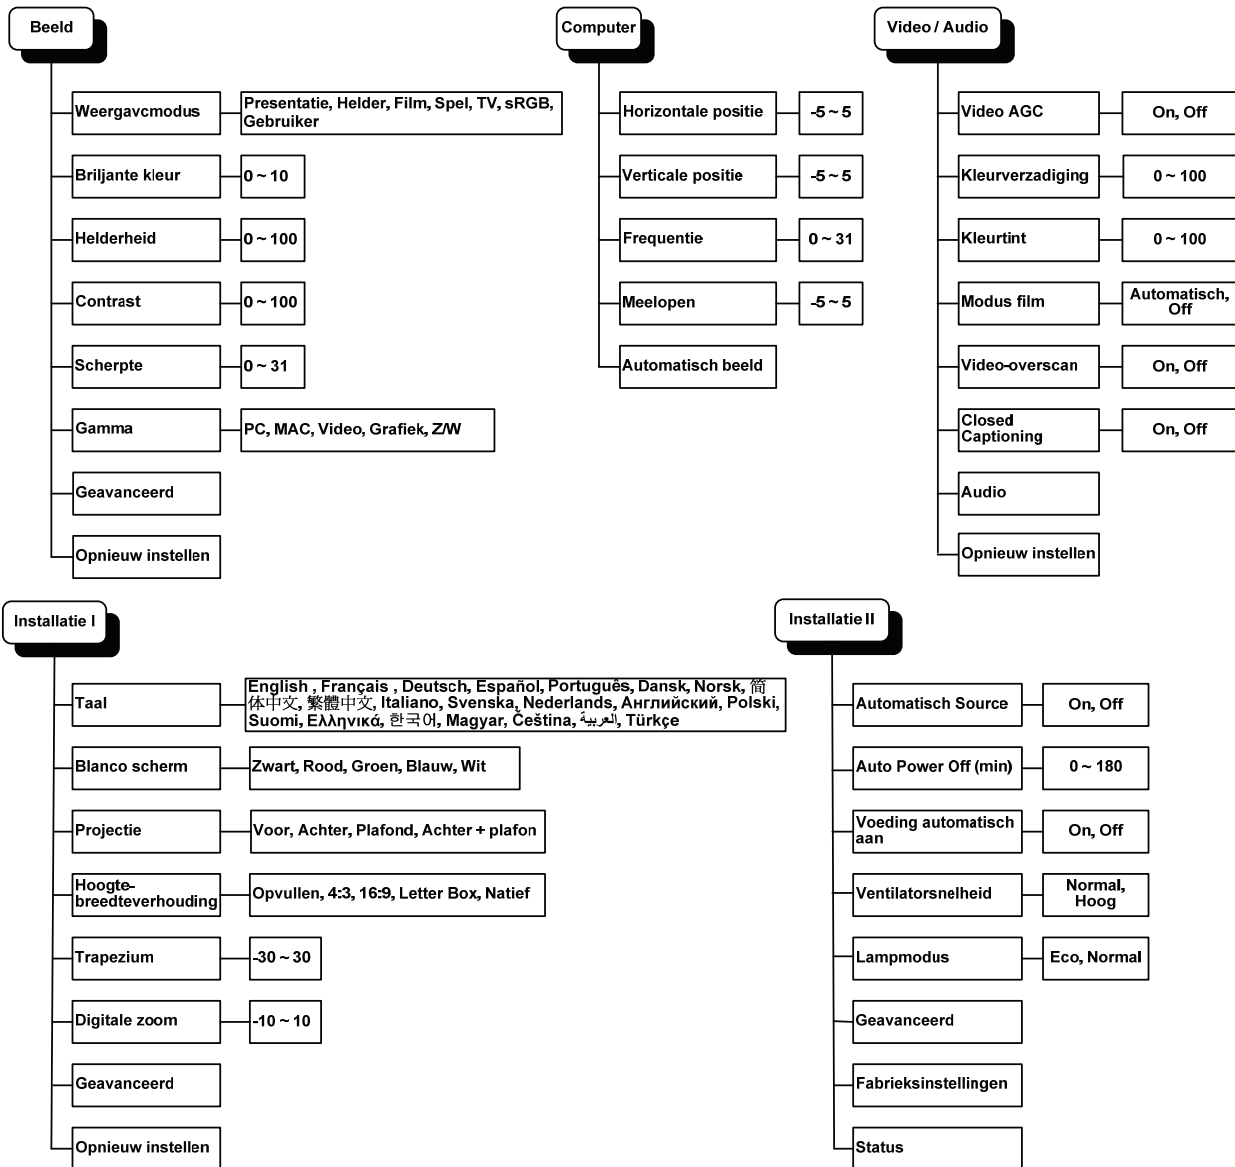 Beeld
Weergavcmodus
Presentatie, Helder, Film, Spel, TV, sRGB,
Gebruiker
Briljante kleur
0 ~ 10
Helderheid
0 ~ 100
Contrast
0 ~ 100
Scherpte
0 ~ 31
Gamma
PC, MAC, Video, Grafiek, Z/W
Geavanceerd
Opnieuw instellen
Computer
Horizontale positie
-5 ~ 5
Verticale positie
-5 ~ 5
Frequentie
0 ~ 31
Meelopen
-5 ~ 5
Automatisch beeld
Video / Audio
Video AGC
On, Off
Kleurverzadiging
0 ~ 100
Kleurtint
0 ~ 100
Modus film
Automatisch,
Off
Video-overscan
On, Off
Closed
Captioning
On, Off
Audio
Opnieuw instellen
Installatie I
Taal
English , Français , Deutsch, Español, Português, Dansk, Norsk, 简
体中文, 繁體中文, Italiano, Svenska, Nederlands, Английский, Polski,
Suomi, Ελληνικά, 한국어, Magyar, Čeština, العربية, Türkçe
Blanco scherm
Zwart, Rood, Groen, Blauw, Wit
Projectie
Voor, Achter, Plafond, Achter + plafon
Hoogte-
breedteverhouding
Opvullen, 4:3, 16:9, Letter Box, Natief
Trapezium
-30 ~ 30
Digitale zoom
-10 ~ 10
Geavanceerd
Opnieuw instellen
Installatie II
Automatisch Source
On, Off
Auto Power Off (min)
0 ~ 180
Voeding automatisch
aan
On, Off
Ventilatorsnelheid
Normal,
Hoog
Lampmodus
Eco, Normal
Geavanceerd
Fabrieksinstellingen
Status